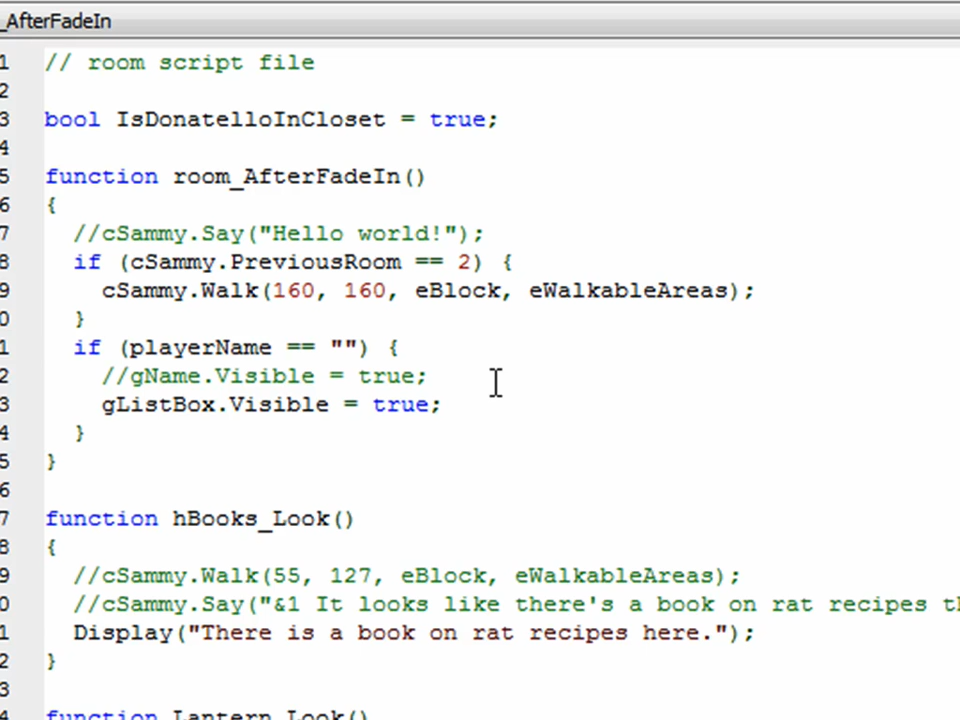 _AfterFadeIn
1 // room script file
2
3 bool IsDonatelloInCloset = true;
4
5 function room_AfterFadeIn()
6 {
7 //cSammy.Say("Hello world!");
8 if (cSammy.PreviousRoom == 2) {
9 cSammy.Walk(160, 160, eBlock, eWalkableAreas);
0 }
1 if (playerName == "") {
2 //gName.Visible = true;
3 gListBox.Visible = true;
4 }
5 }
6
7 function hBooks_Look()
8 {
9 //cSammy.Walk(55, 127, eBlock, eWalkableAreas);
0 //cSammy.Say("&1 It looks like there's a book on rat recipes
1 Display("There is a book on rat recipes here.");
2 }
3
4 function Lantern_Look()